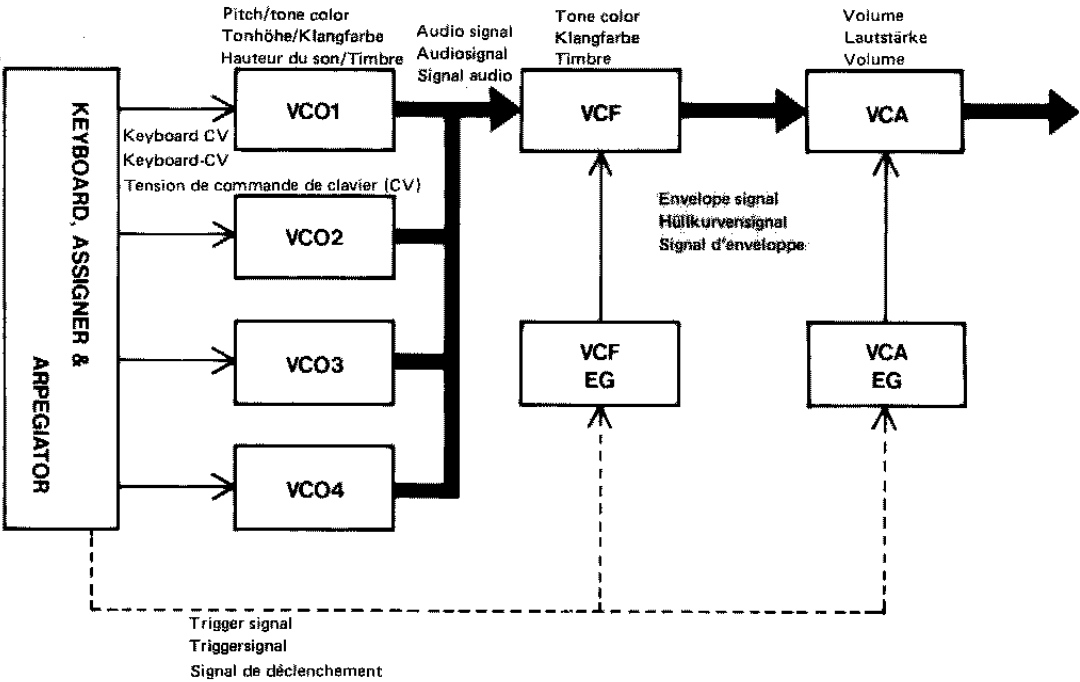 Pitch/tone color
Tonhöhe/Klangfarbe
Hauteur du son/Timbre
Audio signal
Audiosignal
Signal audio
Tone color
Klangfarbe
Timbre
Volume
Lautstärke
Volume
KEYBOARD, ASSIGNER &
ARPEGIATOR
VCO1
VCF
VCA
Keyboard CV
Keyboard-CV
Tension de commande de clavier (CV)
VCO2
Envelope signal
Hüllkurvensignal
Signal d'enveloppe
VCO3
VCF
EG
VCA
EG
VCO4
Trigger signal
Triggersignal
Signal de dèclenchement